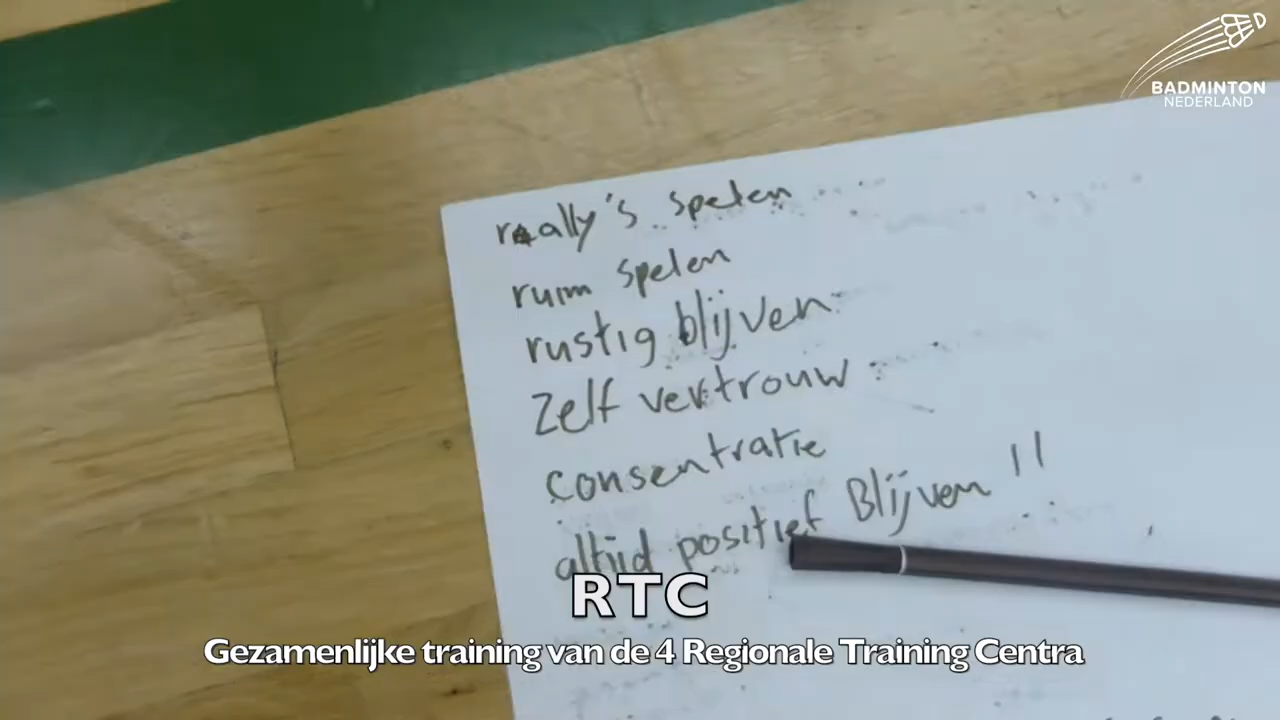 BADMINTON
NEDERLAND
rally's spelen
ruim spelen
rustig blijven
Zelf vertrouw
consentratie
altijd positief Blijven !!
RTC
Gezamenlijke training van de 4 Regionale Training Centra